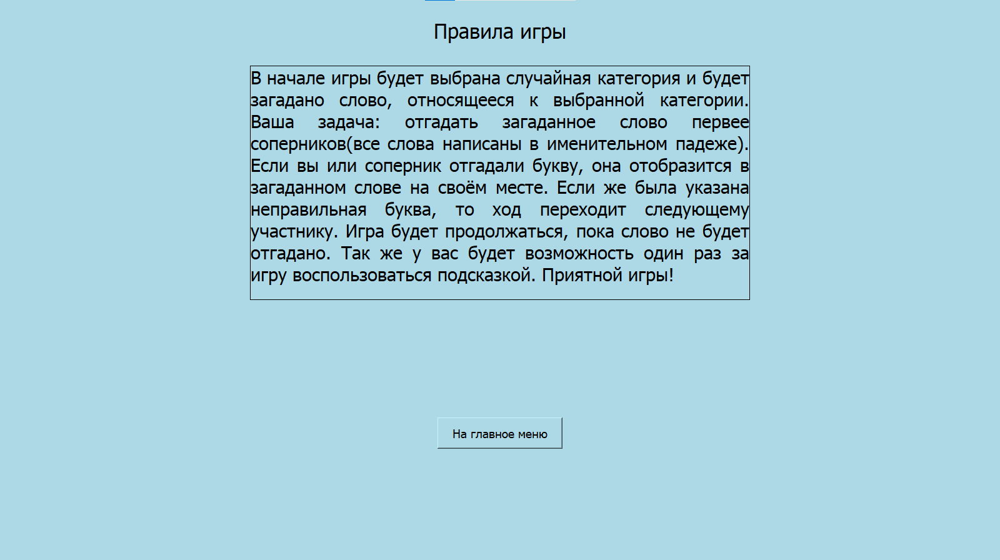 Правила игры
В начале игры будет выбрана случайная категория и будет
загадано слово, относящееся к выбранной категории.
Ваша задача: отгадать загаданное слово первее
соперников(все слова написаны в именительном падеже).
Если вы или соперник отгадали букву, она отобразится в
загаданном слове на своём месте. Если же была указана
неправильная буква, то ход переходит следующему
участнику. Игра будет продолжаться, пока слово не будет
отгадано. Так же у вас будет возможность один раз за
игру воспользоваться подсказкой. Приятной игры!
На главное меню